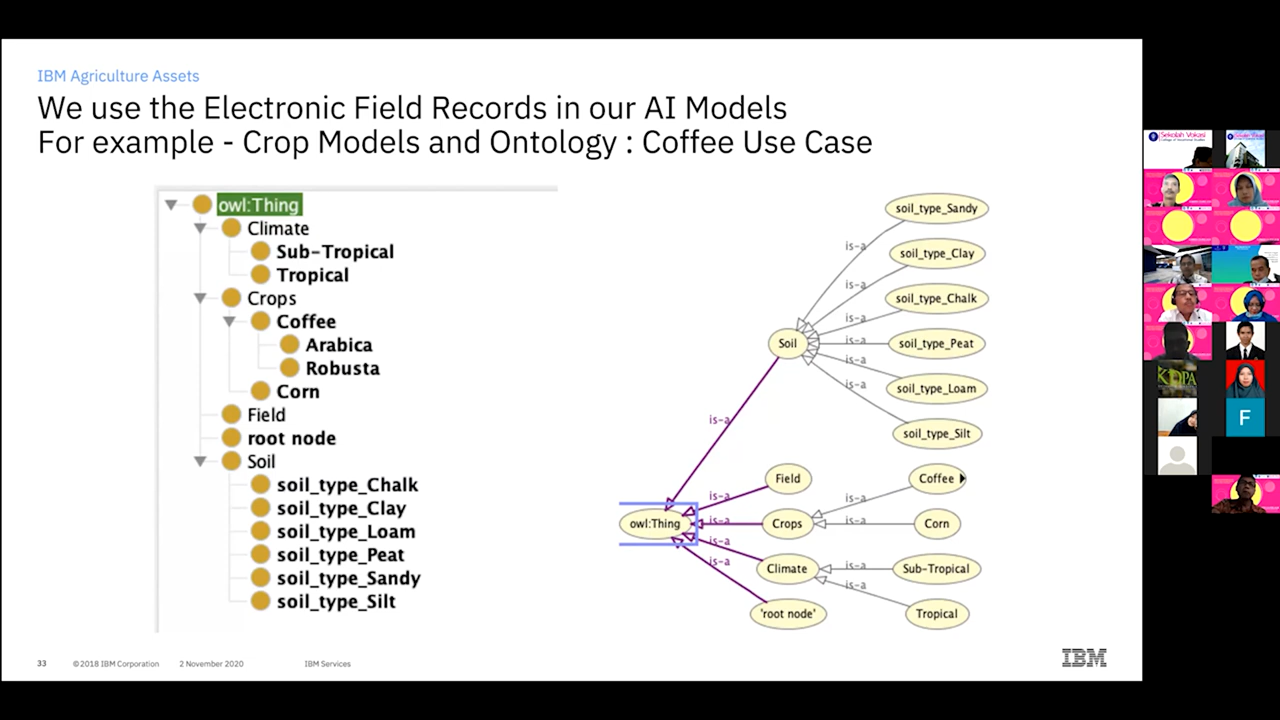 IBM Agriculture Assets
We use the Electronic Field Records in our AI Models
For example - Crop Models and Ontology : Coffee Use Case
owl:Thing
Climate
Sub-Tropical
Tropical
Crops
Coffee
Arabica
Robusta
Corn
Field
root node
Soil
soil_type_Chalk
soil_type_Clay
soil_type_Loam
soil_type_Peat
soil_type_Sandy
soil_type_Silt
soil_type_Sandy
is-a
soil_type_Clay
is-a
soil_type_Chalk
is-a
Soil
is-a
soil_type_Peat
is-a
soil_type_Loam
is-a
is-a
soil_type_Silt
Field
Coffee
is-a
is-a
owl:Thing
is-a
Crops
is-a
Corn
is-a
Climate
is-a
Sub-Tropical
is-a
is-a
'root node'
Tropical
33
©2018 IBM Corporation
2 November 2020
IBM Services
IBM
Sekolah Vokasi
F